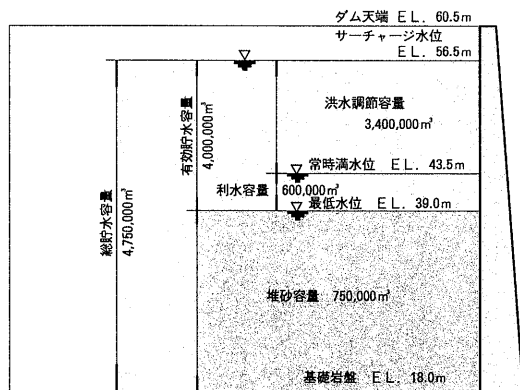 ダム天端 EL. 60.5m
サーチャージ水位
EL. 56.5m
洪水調節容量
3,400,000㎥
有効貯水容量
4,000,000㎥
総貯水容量
4,750,000㎥
常時満水位 EL. 43.5m
利水容量 600,000㎥
最低水位 EL. 39.0m
堆砂容量 750,000㎥
基礎岩盤 EL. 18.0m